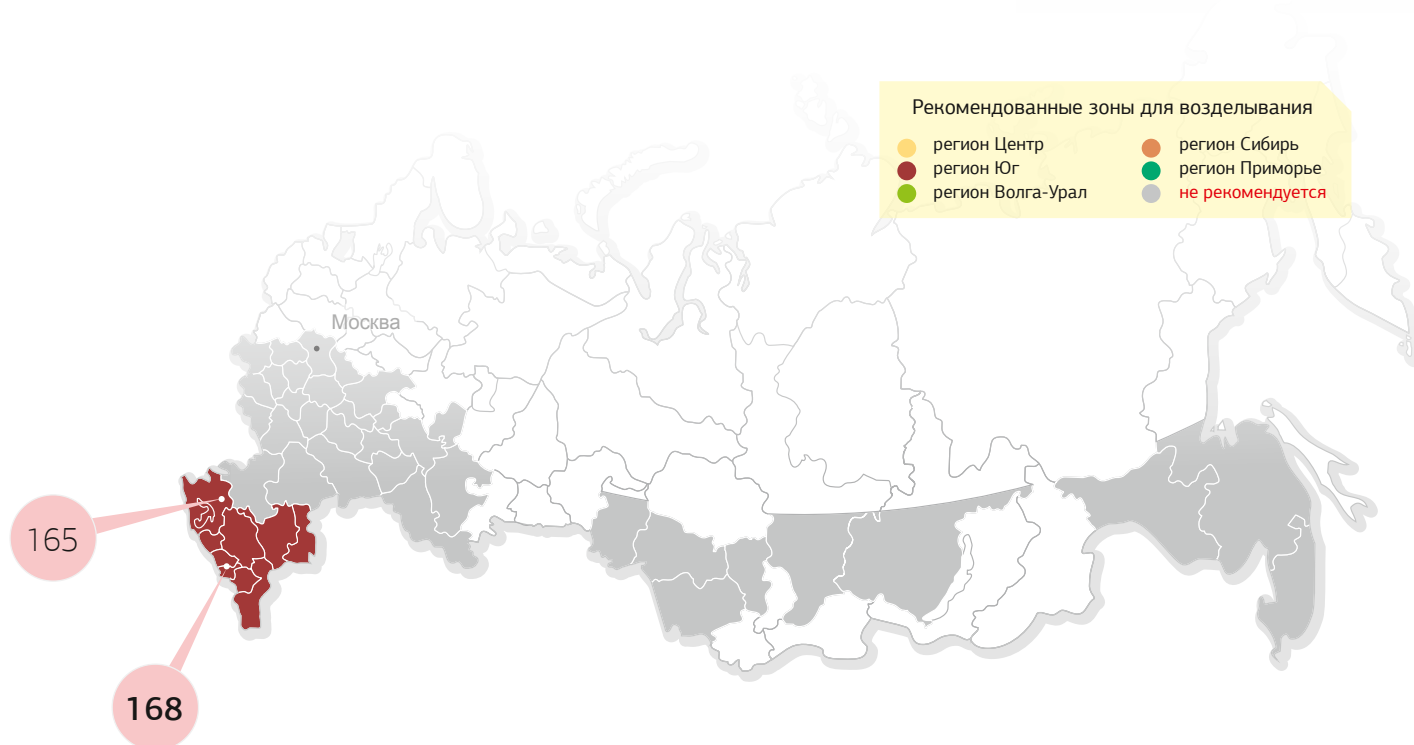 Рекомендованные зоны для возделывания
регион Центр
регион Юг
регион Волга-Урал
регион Сибирь
регион Приморье
не рекомендуется
Москва
165
168